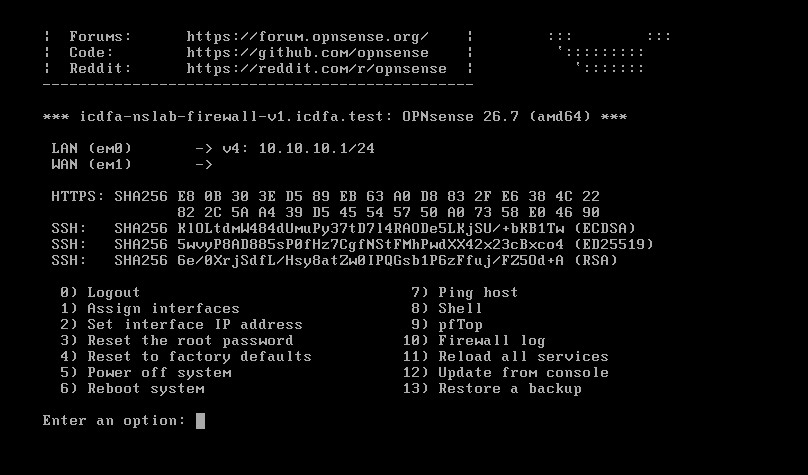 |  Forums:      https://forum.opnsense.org/    |        :::        :::
|  Code:        https://github.com/opnsense    |         `:::::::::
|  Reddit:      https://reddit.com/r/opnsense  |           `:::::::
------------------------------------------------
*** icdfa-nslab-firewall-v1.icdfa.test: OPNsense 26.7 (amd64) ***
LAN (em0)       -> v4: 10.10.10.1/24
WAN (em1)       ->
HTTPS: SHA256 E8 0B 30 3E D5 89 EB 63 A0 D8 83 2F E6 38 4C 22
82 2C 5A A4 39 D5 45 54 57 50 A0 73 58 E0 46 90
SSH:   SHA256 KlOLtdmW484dUmuPy37tD7l4RAODe5LKjSU/+bKB1Tw (ECDSA)
SSH:   SHA256 5wvyP8AD885sP0fHz7CgfNStFMhPwdXX42x23cBxco4 (ED25519)
SSH:   SHA256 6e/0XrjSdfL/Hsy8atZw0IPQGsb1P6zFfuj/FZ5Od+A (RSA)
0) Logout                              7) Ping host
1) Assign interfaces                   8) Shell
2) Set interface IP address            9) pfTop
3) Reset the root password            10) Firewall log
4) Reset to factory defaults          11) Reload all services
5) Power off system                   12) Update from console
6) Reboot system                      13) Restore a backup
Enter an option: